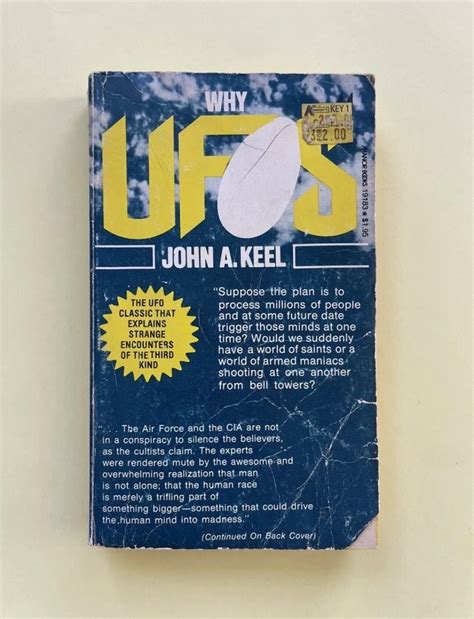 WHY
UFOS
KEY 1
2.00
JOHN A. KEEL
MANOR BOOKS 19183 ★ $1.95
THE UFO
CLASSIC THAT
EXPLAINS
STRANGE
ENCOUNTERS
OF THE THIRD
KIND
"Suppose the plan is to
process millions of people
and at some future date
trigger those minds at one
time? Would we suddenly
have a world of saints or a
world of armed maniacs
shooting at one another
from bell towers?
". . . The Air Force and the CIA are not
in a conspiracy to silence the believers,
as the cultists claim. The experts
were rendered mute by the awesome and
overwhelming realization that man
is not alone; that the human race
is merely a trifling part of
something bigger—something that could drive
the human mind into madness."
(Continued On Back Cover)